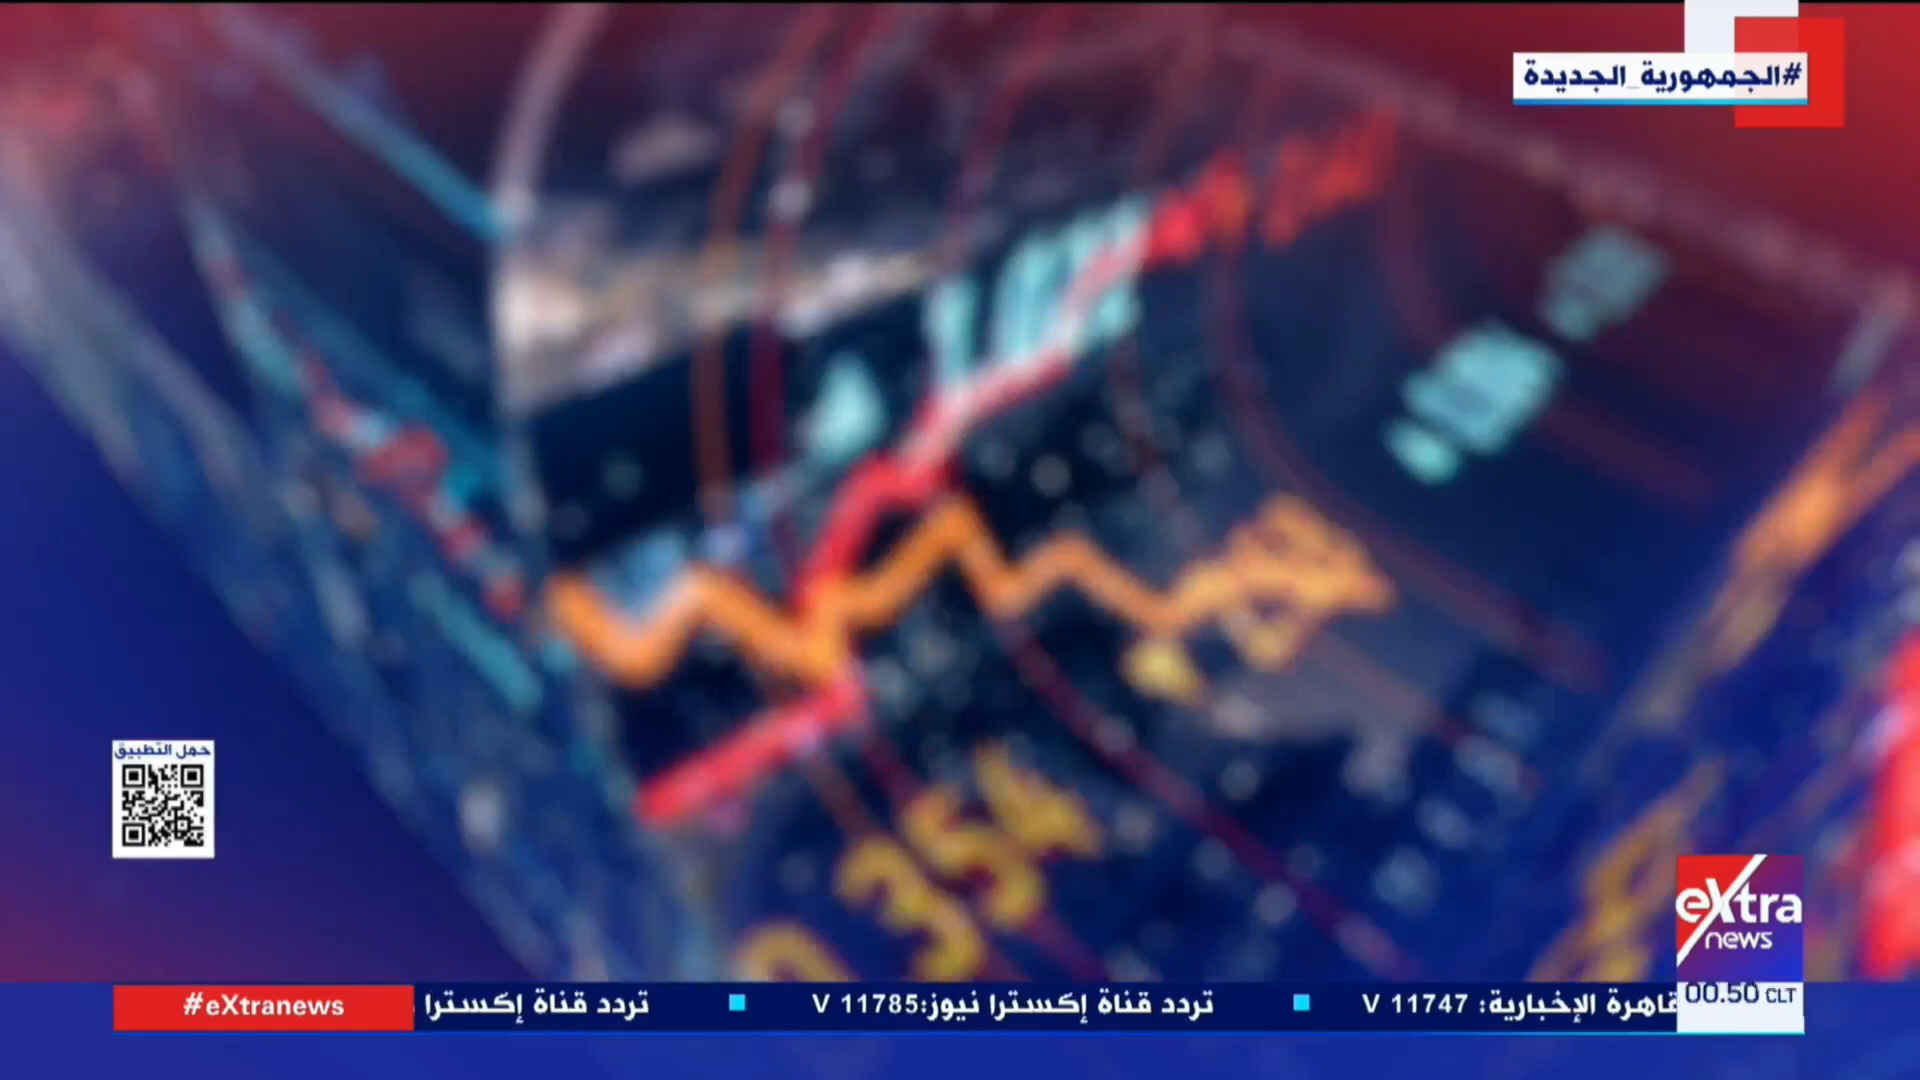 #الجمهورية_الجديدة
حمل التطبيق
354
eXtra
news
00.50 CLT
#eXtranews
قاهرة الإخبارية: 11747 V
تردد قناة إكسترا نيوز:11785 V
تردد قناة إكسترا